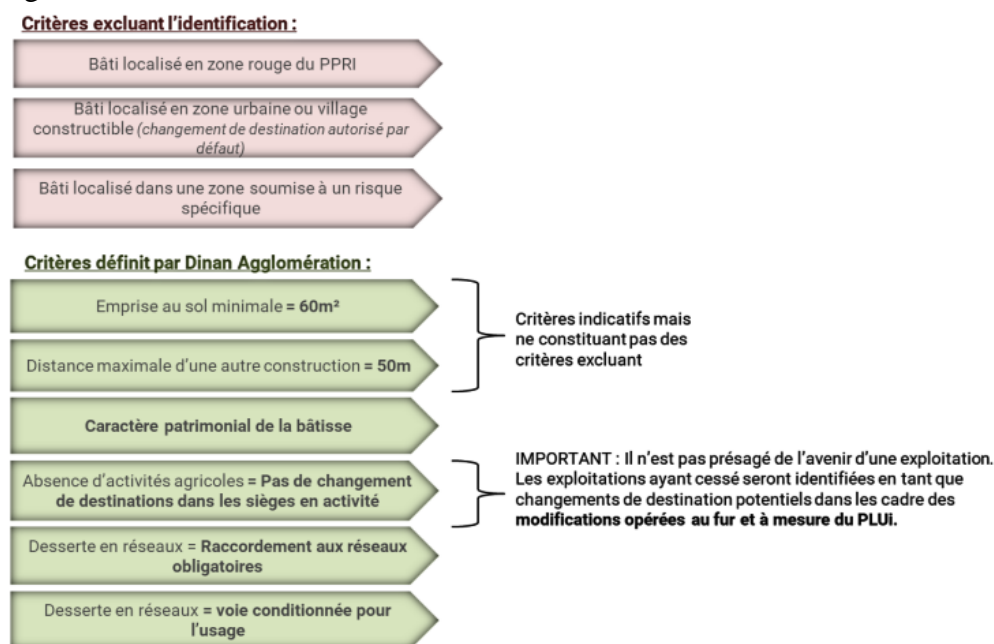 Critères excluant l'identification :
Bâti localisé en zone rouge du PPRI
Bâti localisé en zone urbaine ou village
constructible (changement de destination autorisé par
défaut)
Bâti localisé dans une zone soumise à un risque
spécifique
Critères définit par Dinan Agglomération :
Emprise au sol minimale = 60m²
Distance maximale d'une autre construction = 50m
Critères indicatifs mais
ne constituant pas des
critères excluant
Caractère patrimonial de la bâtisse
Absence d'activités agricoles = Pas de changement
de destinations dans les sièges en activité
IMPORTANT : Il n'est pas présagé de l'avenir d'une exploitation.
Les exploitations ayant cessé seront identifiées en tant que
changements de destination potentiels dans les cadre des
modifications opérées au fur et à mesure du PLUi.
Desserte en réseaux = Raccordement aux réseaux
obligatoires
Desserte en réseaux = voie conditionnée pour
l'usage